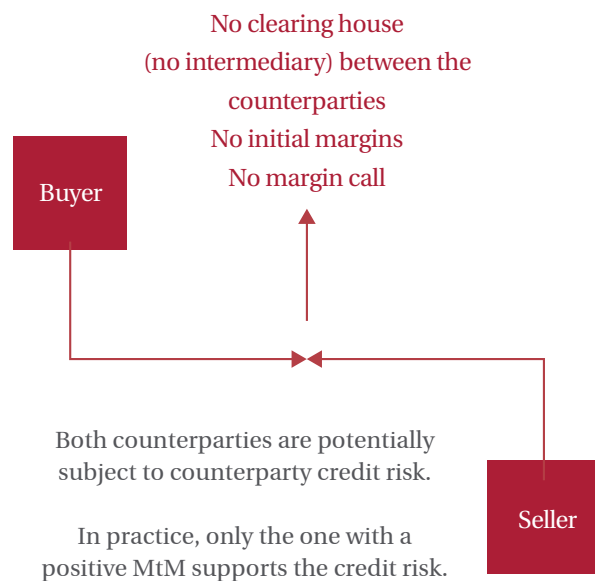 No clearing house
(no intermediary) between the
counterparties
No initial margins
No margin call
Buyer
Both counterparties are potentially
subject to counterparty credit risk.
In practice, only the one with a
positive MtM supports the credit risk.
Seller